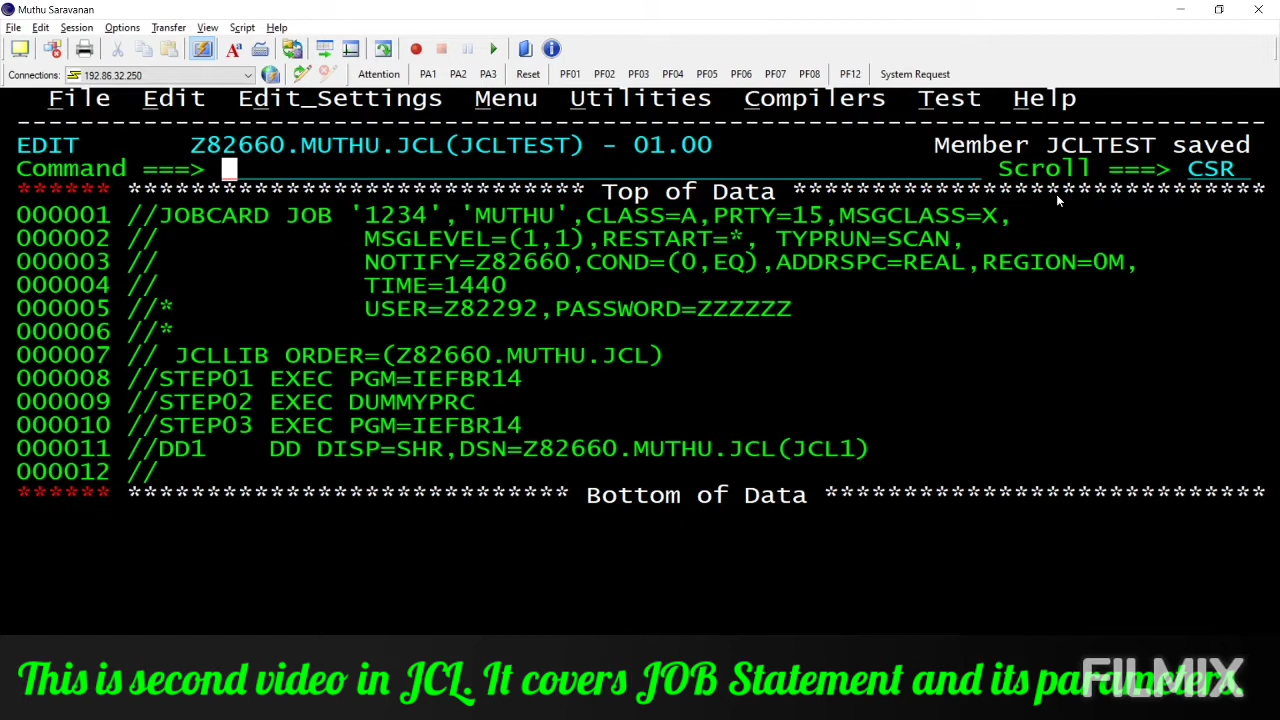 Muthu Saravanan
File Edit Session Options Transfer View Script Help
Connections: 192.86.32.250 Attention PA1 PA2 PA3 Reset PF01 PF02 PF03 PF04 PF05 PF06 PF07 PF08 PF12 System Request
File Edit Edit_Settings Menu Utilities Compilers Test Help
EDIT Z82660.MUTHU.JCL(JCLTEST) - 01.00 Member JCLTEST saved
Command ===> Scroll ===> CSR
****** ***************************** Top of Data ******************************
000001 //JOBCARD JOB '1234','MUTHU',CLASS=A,PRTY=15,MSGCLASS=X,
000002 // MSGLEVEL=(1,1),RESTART=*, TYPRUN=SCAN,
000003 // NOTIFY=Z82660,COND=(0,EQ),ADDRSPC=REAL,REGION=0M,
000004 // TIME=1440
000005 //* USER=Z82292,PASSWORD=ZZZZZZ
000006 //*
000007 // JCLLIB ORDER=(Z82660.MUTHU.JCL)
000008 //STEP01 EXEC PGM=IEFBR14
000009 //STEP02 EXEC DUMMYPRC
000010 //STEP03 EXEC PGM=IEFBR14
000011 //DD1 DD DISP=SHR,DSN=Z82660.MUTHU.JCL(JCL1)
000012 //
****** **************************** Bottom of Data ****************************
This is second video in JCL. It covers JOB Statement and its parameters.
FILMIX